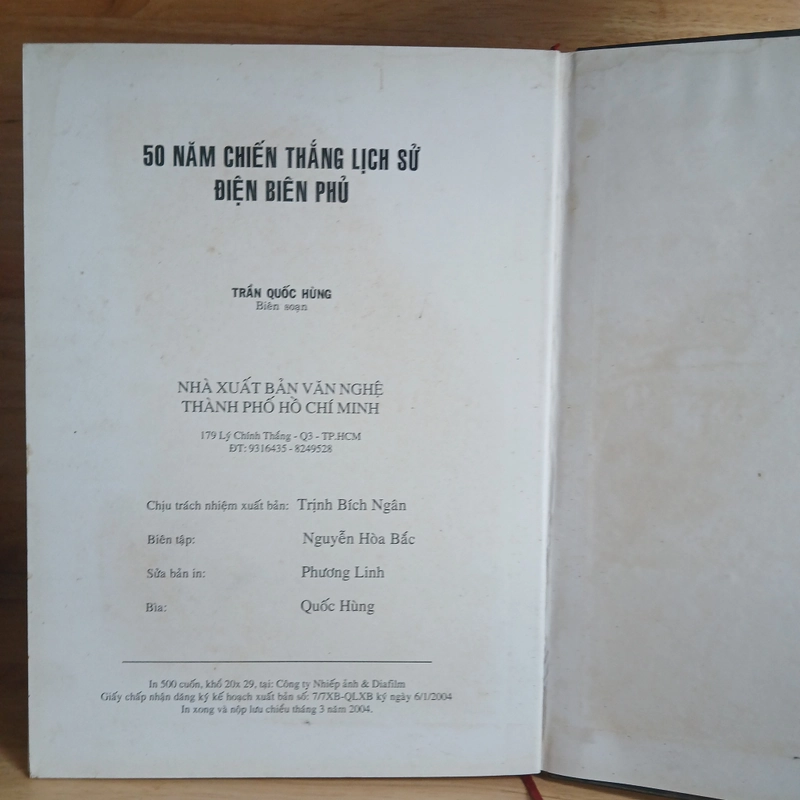 50 NĂM CHIẾN THẮNG LỊCH SỬ
ĐIỆN BIÊN PHỦ
TRẦN QUỐC HÙNG
Biên soạn
NHÀ XUẤT BẢN VĂN NGHỆ
THÀNH PHỐ HỒ CHÍ MINH
179 Lý Chính Thắng - Q3 - TP.HCM
ĐT: 9316435 - 8249528
Chịu trách nhiệm xuất bản: Trịnh Bích Ngân
Biên tập: Nguyễn Hòa Bắc
Sửa bản in: Phương Linh
Bìa: Quốc Hùng
In 500 cuốn, khổ 20x 29, tại: Công ty Nhiếp ảnh & Diafilm
Giấy chấp nhận đăng ký kế hoạch xuất bản số: 7/7XB-QLXB ký ngày 6/1/2004
In xong và nộp lưu chiểu tháng 3 năm 2004.